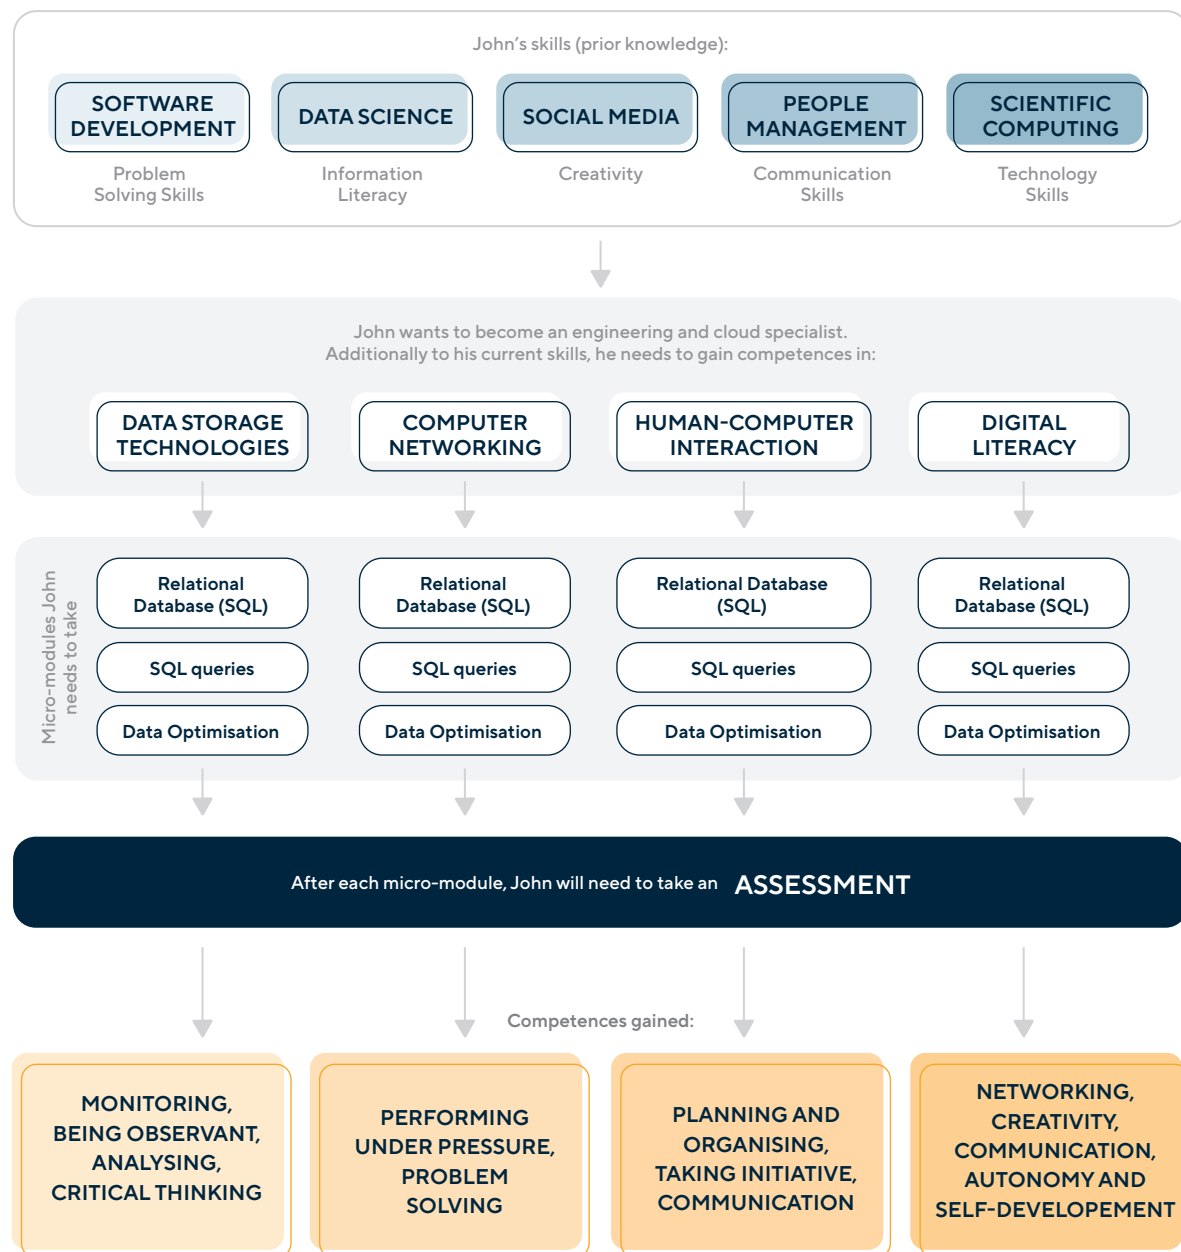 John's skills (prior knowledge):
SOFTWARE
DEVELOPMENT
Problem
Solving Skills
DATA SCIENCE
Information
Literacy
SOCIAL MEDIA
Creativity
PEOPLE
MANAGEMENT
Communication
Skills
SCIENTIFIC
COMPUTING
Technology
Skills
John wants to become an engineering and cloud specialist.
Additionally to his current skills, he needs to gain competences in:
DATA STORAGE
TECHNOLOGIES
COMPUTER
NETWORKING
HUMAN-COMPUTER
INTERACTION
DIGITAL
LITERACY
Micro-modules John
needs to take
Relational
Database (SQL)
SQL queries
Data Optimisation
Relational
Database (SQL)
SQL queries
Data Optimisation
Relational Database
(SQL)
SQL queries
Data Optimisation
Relational
Database (SQL)
SQL queries
Data Optimisation
After each micro-module, John will need to take an ASSESSMENT
Competences gained:
MONITORING,
BEING OBSERVANT,
ANALYSING,
CRITICAL THINKING
PERFORMING
UNDER PRESSURE,
PROBLEM
SOLVING
PLANNING AND
ORGANISING,
TAKING INITIATIVE,
COMMUNICATION
NETWORKING,
CREATIVITY,
COMMUNICATION,
AUTONOMY AND
SELF-DEVELOPEMENT